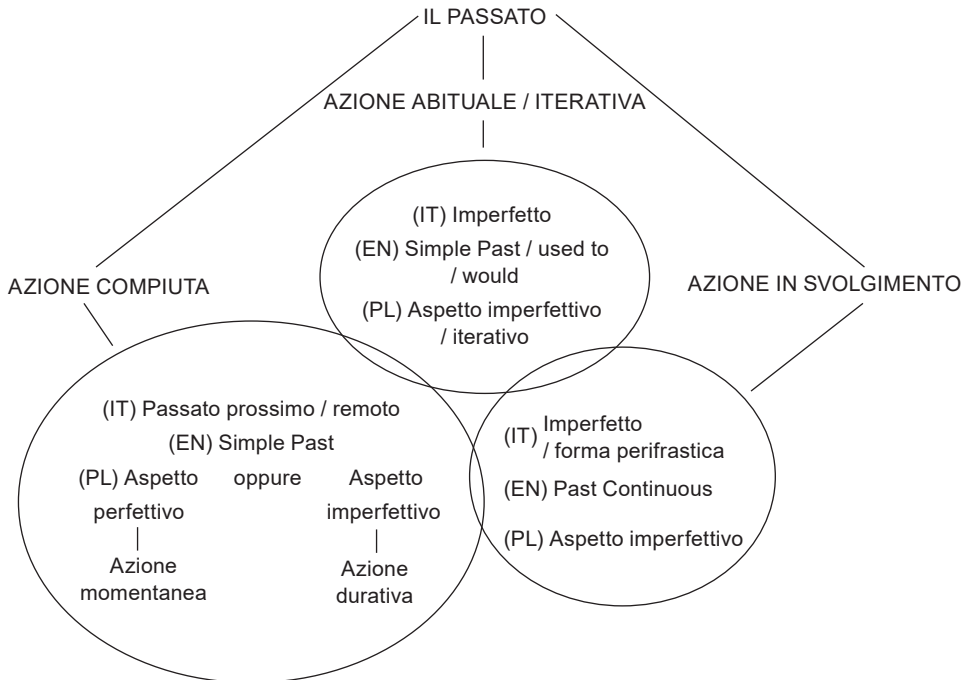 IL PASSATO
AZIONE ABITUALE / ITERATIVA
(IT) Imperfetto
(EN) Simple Past / used to
/ would
(PL) Aspetto imperfettivo
/ iterativo
AZIONE COMPIUTA
AZIONE IN SVOLGIMENTO
(IT) Passato prossimo / remoto
(EN) Simple Past
(PL) Aspetto oppure Aspetto
perfettivo imperfettivo
Azione Azione
momentanea durativa
(IT) Imperfetto
/ forma perifrastica
(EN) Past Continuous
(PL) Aspetto imperfettivo